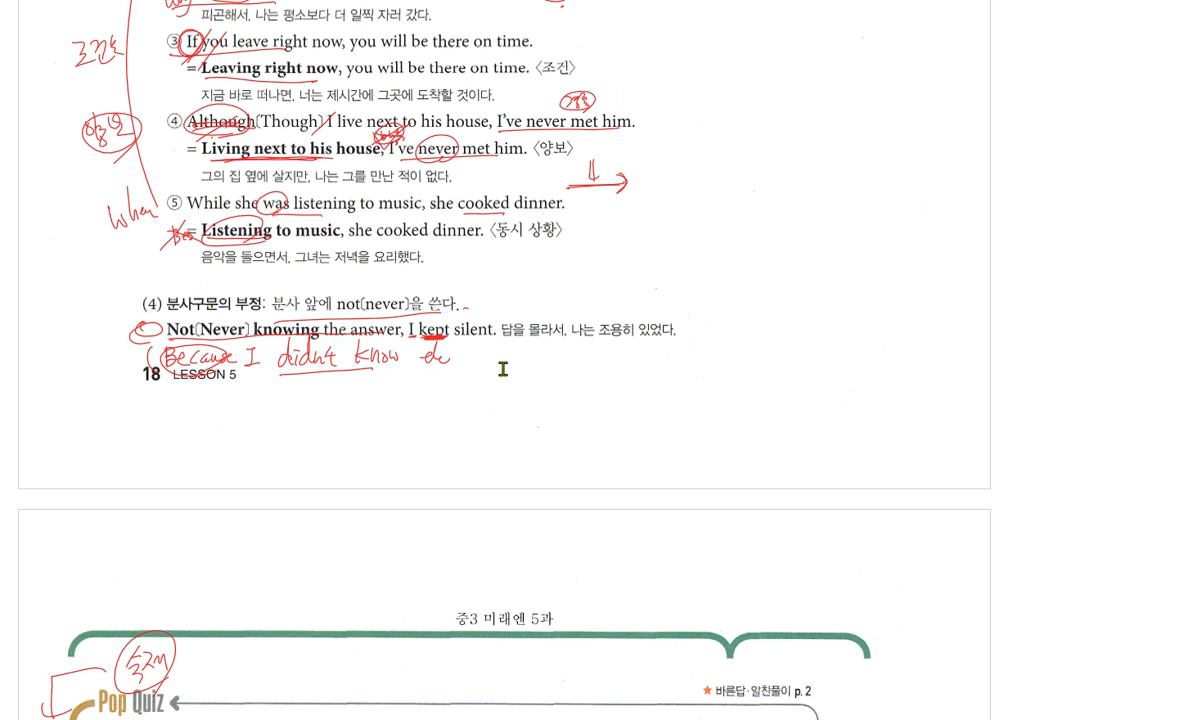 피곤해서, 나는 평소보다 더 일찍 자러 갔다.
③ If you leave right now, you will be there on time.
조건
= Leaving right now, you will be there on time. 〈조건〉
지금 바로 떠나면, 너는 제시간에 그곳에 도착할 것이다.
④ Although(Though) I live next to his house, I've never met him.
= Living next to his house, I've never met him. 〈양보〉
그의 집 옆에 살지만, 나는 그를 만난 적이 없다.
⑤ While she was listening to music, she cooked dinner.
When
= Listening to music, she cooked dinner. 〈동시 상황〉
음악을 들으면서, 그녀는 저녁을 요리했다.
(4) 분사구문의 부정: 분사 앞에 not(never)을 쓴다.
Not(Never) knowing the answer, I kept silent. 답을 몰라서, 나는 조용히 있었다.
(Because I didn't know
18 LESSON 5
중3 미래엔 5과
숙제
★ 바른답·알찬풀이 p. 2
Pop Quiz